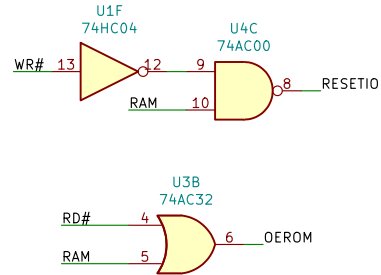 U1F
74HC04
WR# 13 12
U4C
74AC00
9 8 RESETIO
RAM 10
U3B
74AC32
RD# 4
6 OEROM
RAM 5